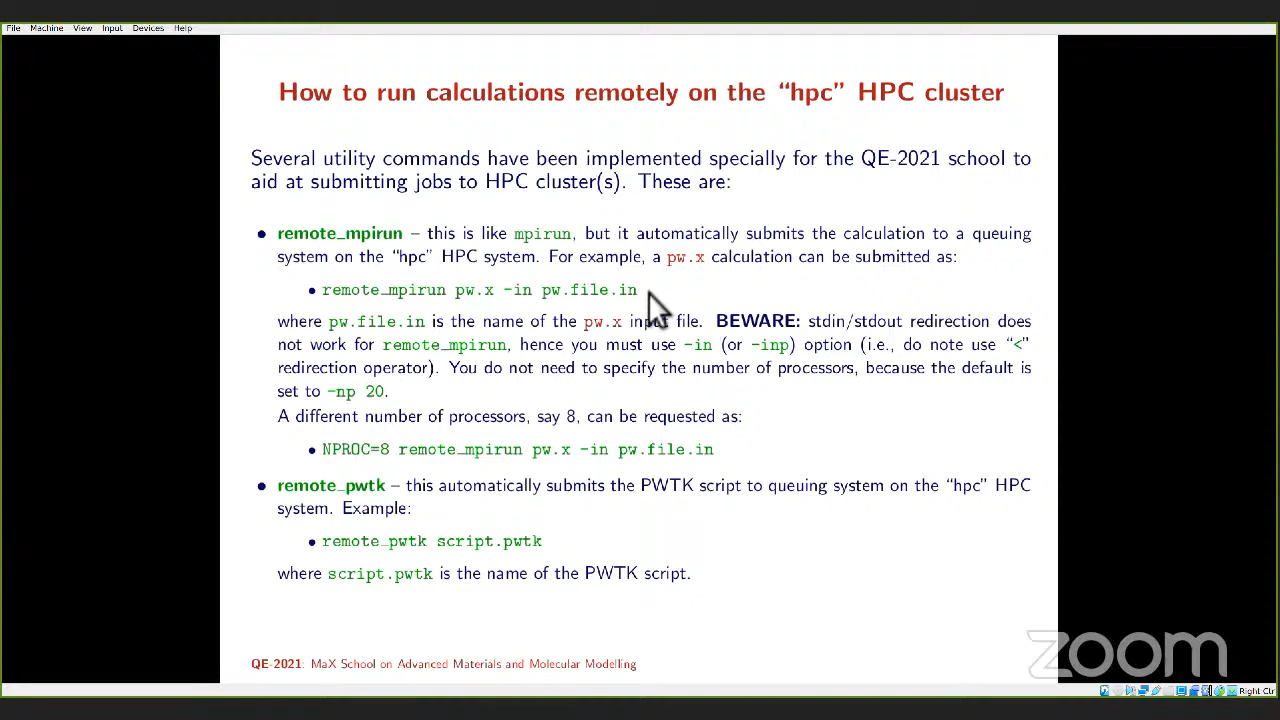 File Machine View Input Devices Help
How to run calculations remotely on the “hpc” HPC cluster
Several utility commands have been implemented specially for the QE-2021 school to
aid at submitting jobs to HPC cluster(s). These are:
• remote_mpirun – this is like mpirun, but it automatically submits the calculation to a queuing
system on the “hpc” HPC system. For example, a pw.x calculation can be submitted as:
• remote_mpirun pw.x -in pw.file.in
where pw.file.in is the name of the pw.x input file. BEWARE: stdin/stdout redirection does
not work for remote_mpirun, hence you must use -in (or -inp) option (i.e., do note use “<”
redirection operator). You do not need to specify the number of processors, because the default is
set to -np 20.
A different number of processors, say 8, can be requested as:
• NPROC=8 remote_mpirun pw.x -in pw.file.in
• remote_pwtk – this automatically submits the PWTK script to queuing system on the “hpc” HPC
system. Example:
• remote_pwtk script.pwtk
where script.pwtk is the name of the PWTK script.
QE-2021: MaX School on Advanced Materials and Molecular Modelling
zoom
Right Ctr